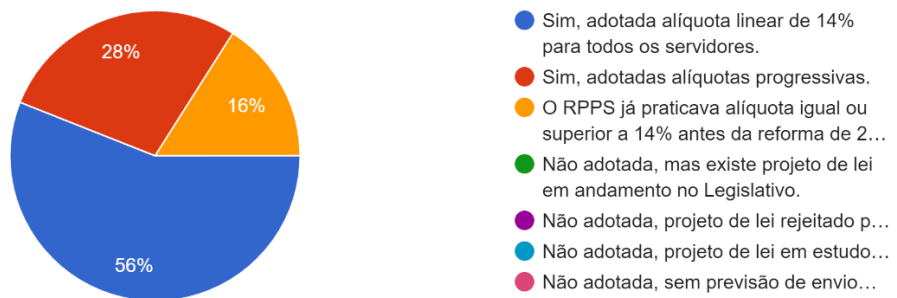 28%
16%
56%
Sim, adotada alíquota linear de 14%
para todos os servidores.
Sim, adotadas alíquotas progressivas.
O RPPS já praticava alíquota igual ou
superior a 14% antes da reforma de 2…
Não adotada, mas existe projeto de lei
em andamento no Legislativo.
Não adotada, projeto de lei rejeitado p…
Não adotada, projeto de lei em estudo…
Não adotada, sem previsão de envio…